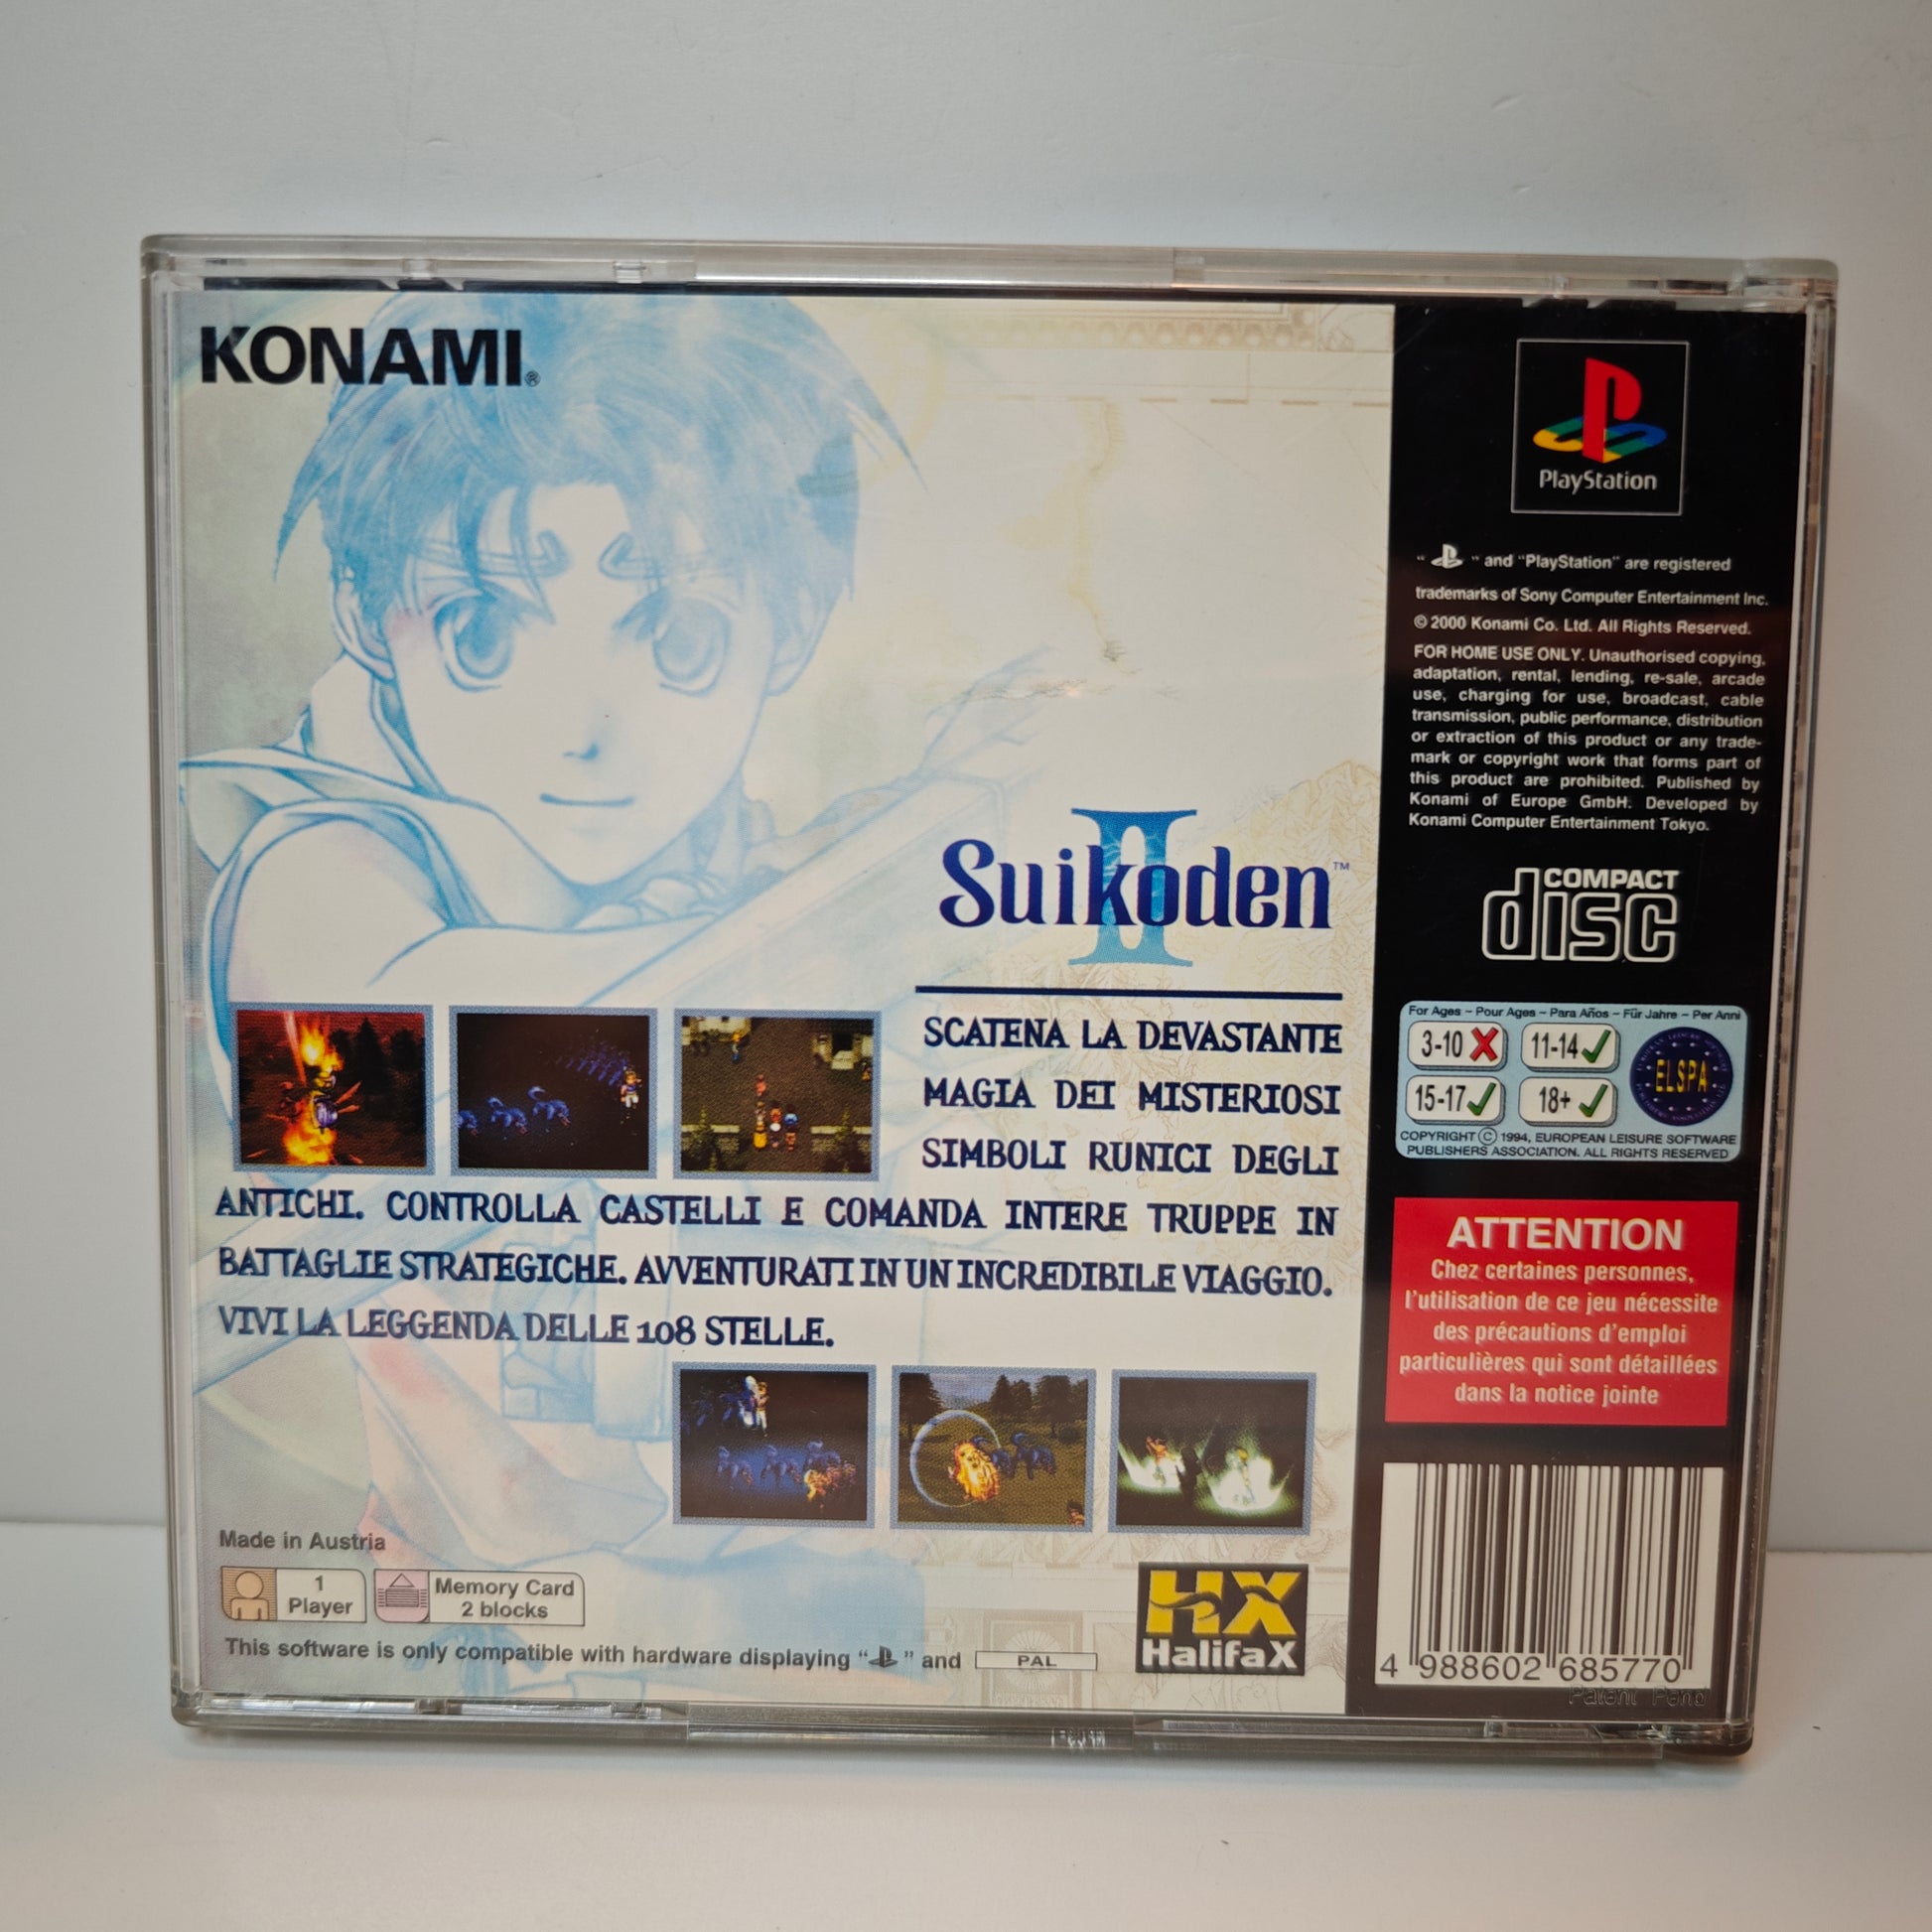 KONAMI®
PlayStation
" " and "PlayStation" are registered
trademarks of Sony Computer Entertainment Inc.
© 2000 Konami Co. Ltd. All Rights Reserved.
FOR HOME USE ONLY. Unauthorised copying,
adaptation, rental, lending, re-sale, arcade
use, charging for use, broadcast, cable
transmission, public performance, distribution
or extraction of this product or any trade-
mark or copyright work that forms part of
this product are prohibited. Published by
Konami of Europe GmbH. Developed by
Konami Computer Entertainment Tokyo.
II
Suikoden™
COMPACT
disc
SCATENA LA DEVASTANTE
MAGIA DEI MISTERIOSI
SIMBOLI RUNICI DEGLI
ANTICHI. CONTROLLA CASTELLI E COMANDA INTERE TRUPPE IN
BATTAGLIE STRATEGICHE. AVVENTURATI IN UN INCREDIBILE VIAGGIO.
VIVI LA LEGGENDA DELLE 108 STELLE.
For Ages – Pour Ages – Para Años – Für Jahre – Per Anni
3-10 11-14
15-17 18+
ELSPA
COPYRIGHT © 1994, EUROPEAN LEISURE SOFTWARE
PUBLISHERS ASSOCIATION. ALL RIGHTS RESERVED
ATTENTION
Chez certaines personnes,
l'utilisation de ce jeu nécessite
des précautions d'emploi
particulières qui sont détaillées
dans la notice jointe
Made in Austria
1
Player
Memory Card
2 blocks
This software is only compatible with hardware displaying " " and PAL
HX
HalifaX
4 988602 685770
Patent Pend